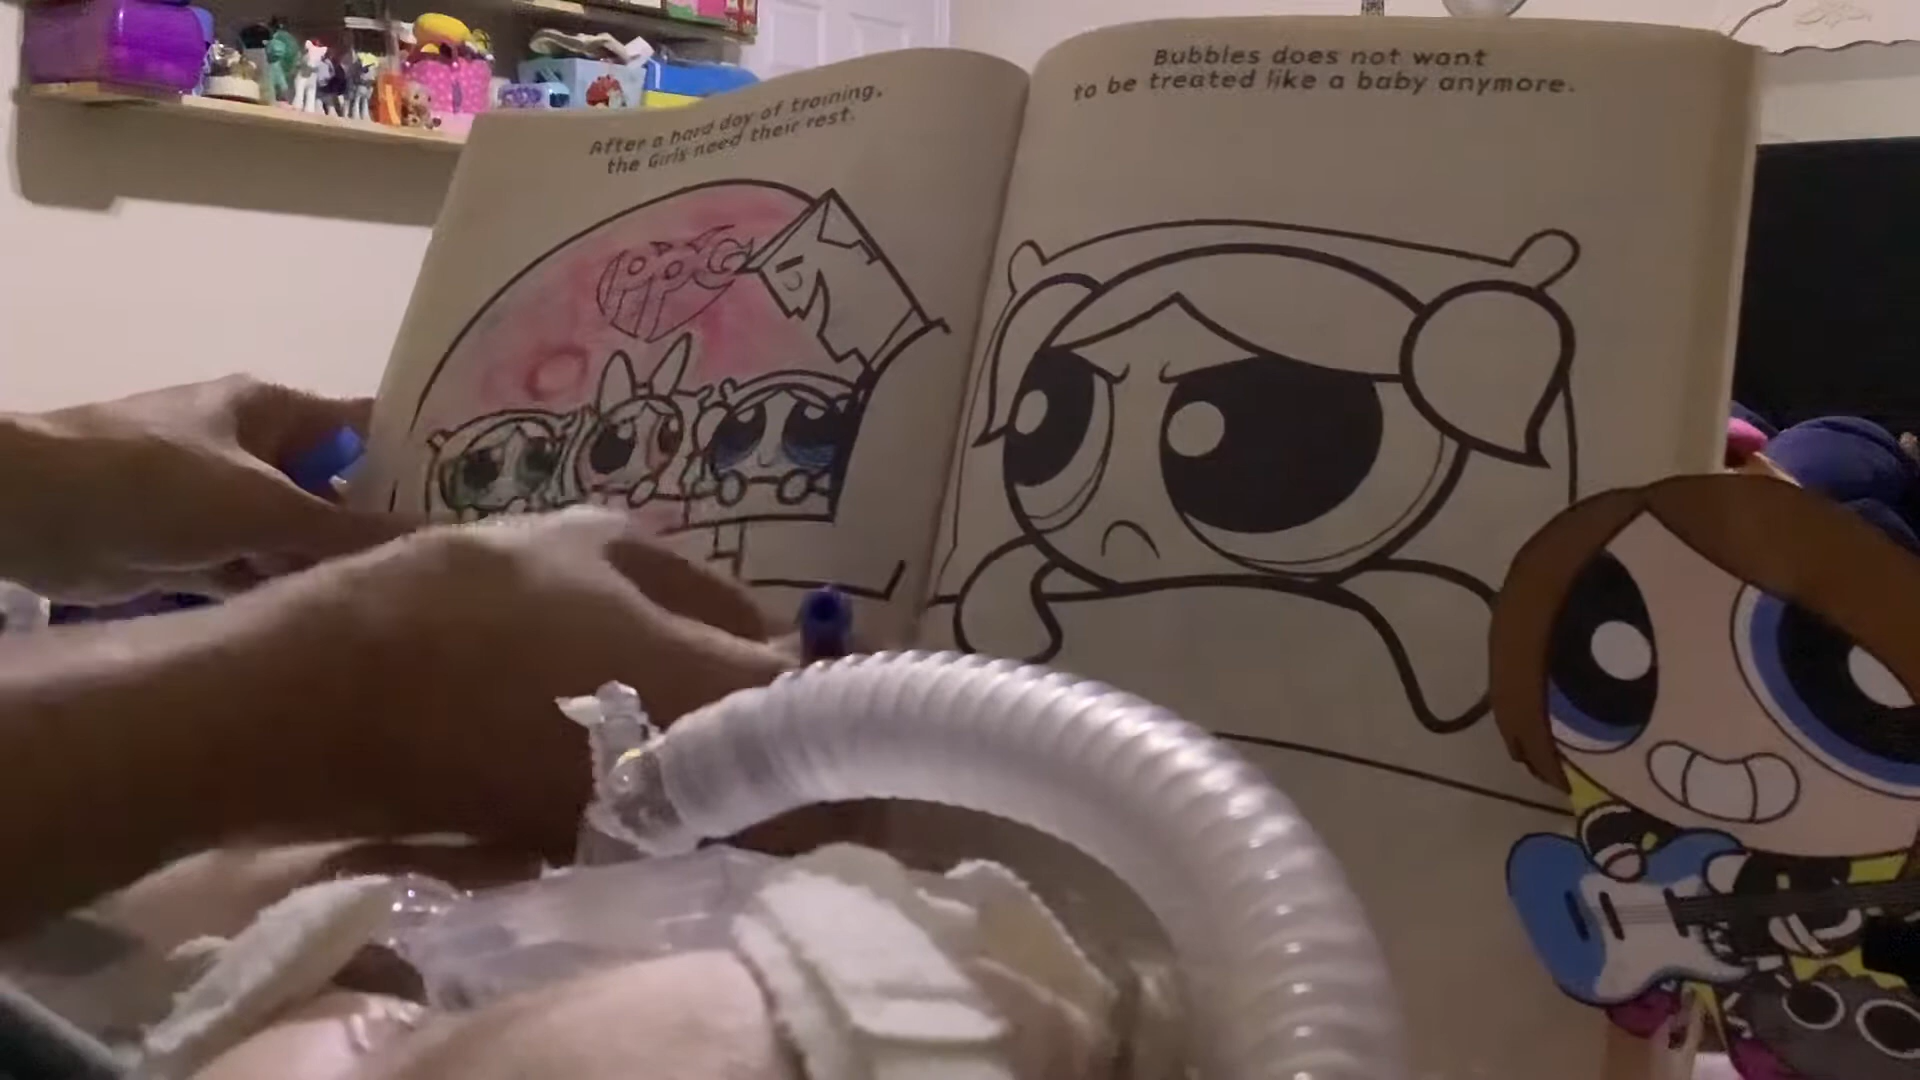 After a hard day of training,
the Girls need their rest.
PPG
Bubbles does not want
to be treated like a baby anymore.